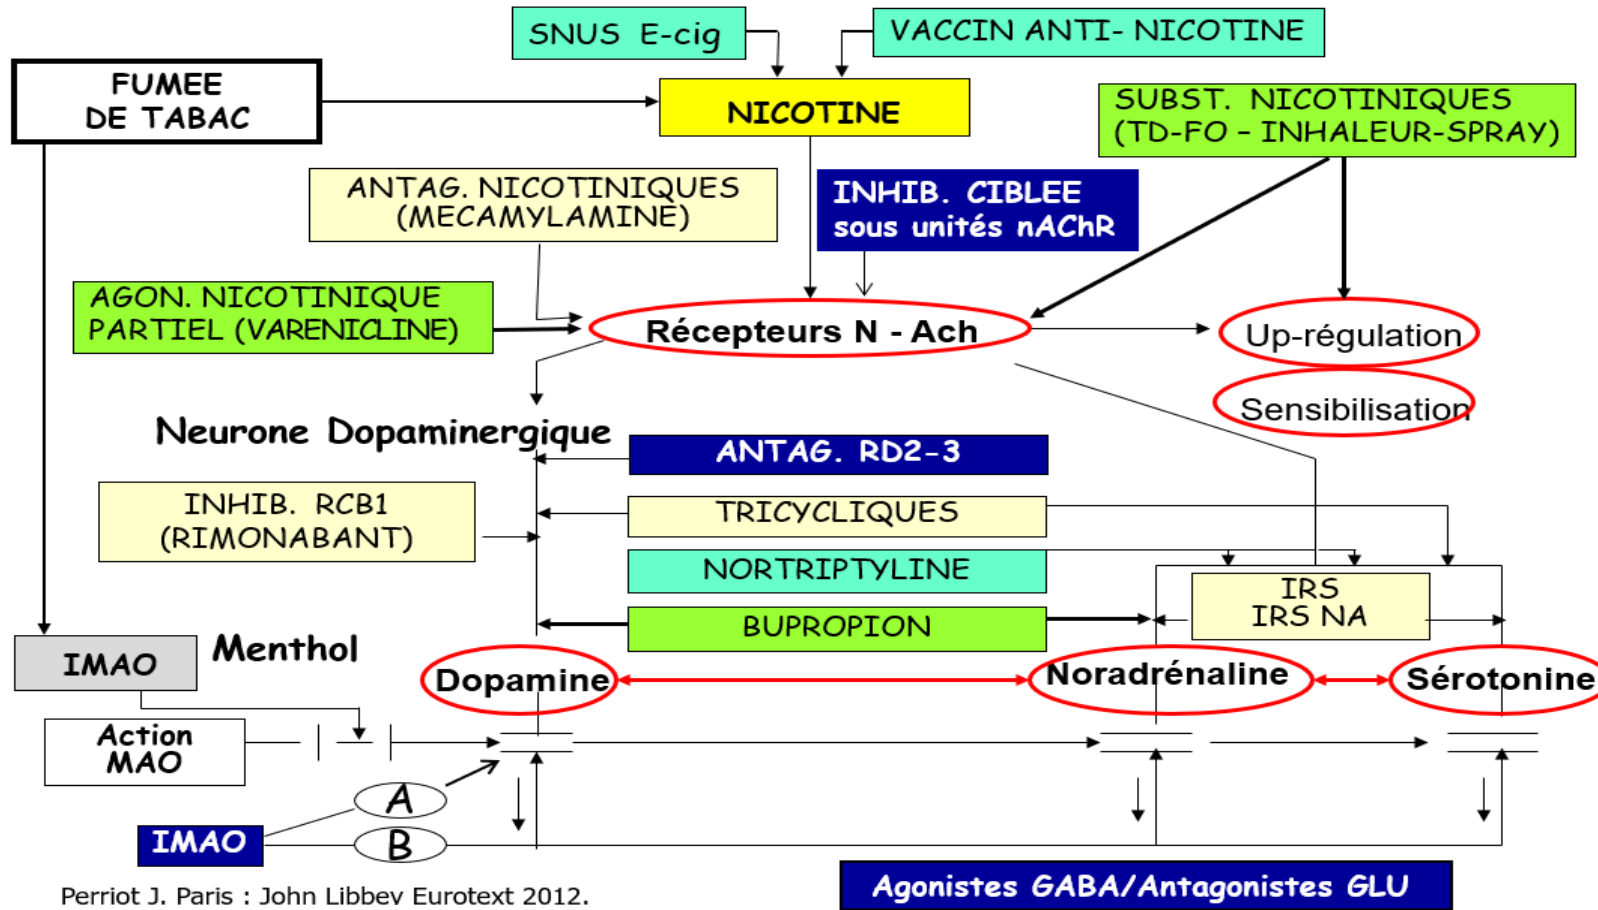 SNUS E-cig
VACCIN ANTI- NICOTINE
FUMEE
DE TABAC
NICOTINE
SUBST. NICOTINIQUES
(TD-FO – INHALEUR-SPRAY)
ANTAG. NICOTINIQUES
(MECAMYLAMINE)
INHIB. CIBLEE
sous unités nAChR
AGON. NICOTINIQUE
PARTIEL (VARENICLINE)
Récepteurs N - Ach
Up-régulation
Sensibilisation
Neurone Dopaminergique
ANTAG. RD2-3
INHIB. RCB1
(RIMONABANT)
TRICYCLIQUES
NORTRIPTYLINE
IRS
IRS NA
BUPROPION
IMAO
Menthol
Dopamine
Noradrénaline
Sérotonine
Action
MAO
A
B
IMAO
Agonistes GABA/Antagonistes GLU
Perriot J. Paris : John Libbev Eurotext 2012.